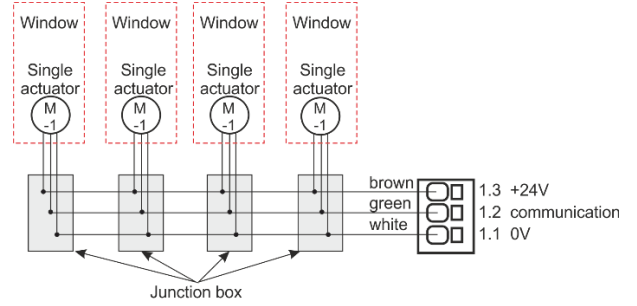 Window Window Window Window
Single Single Single Single
actuator actuator actuator actuator
M M M M
-1 -1 -1 -1
brown 1.3 +24V
green 1.2 communication
white 1.1 0V
Junction box